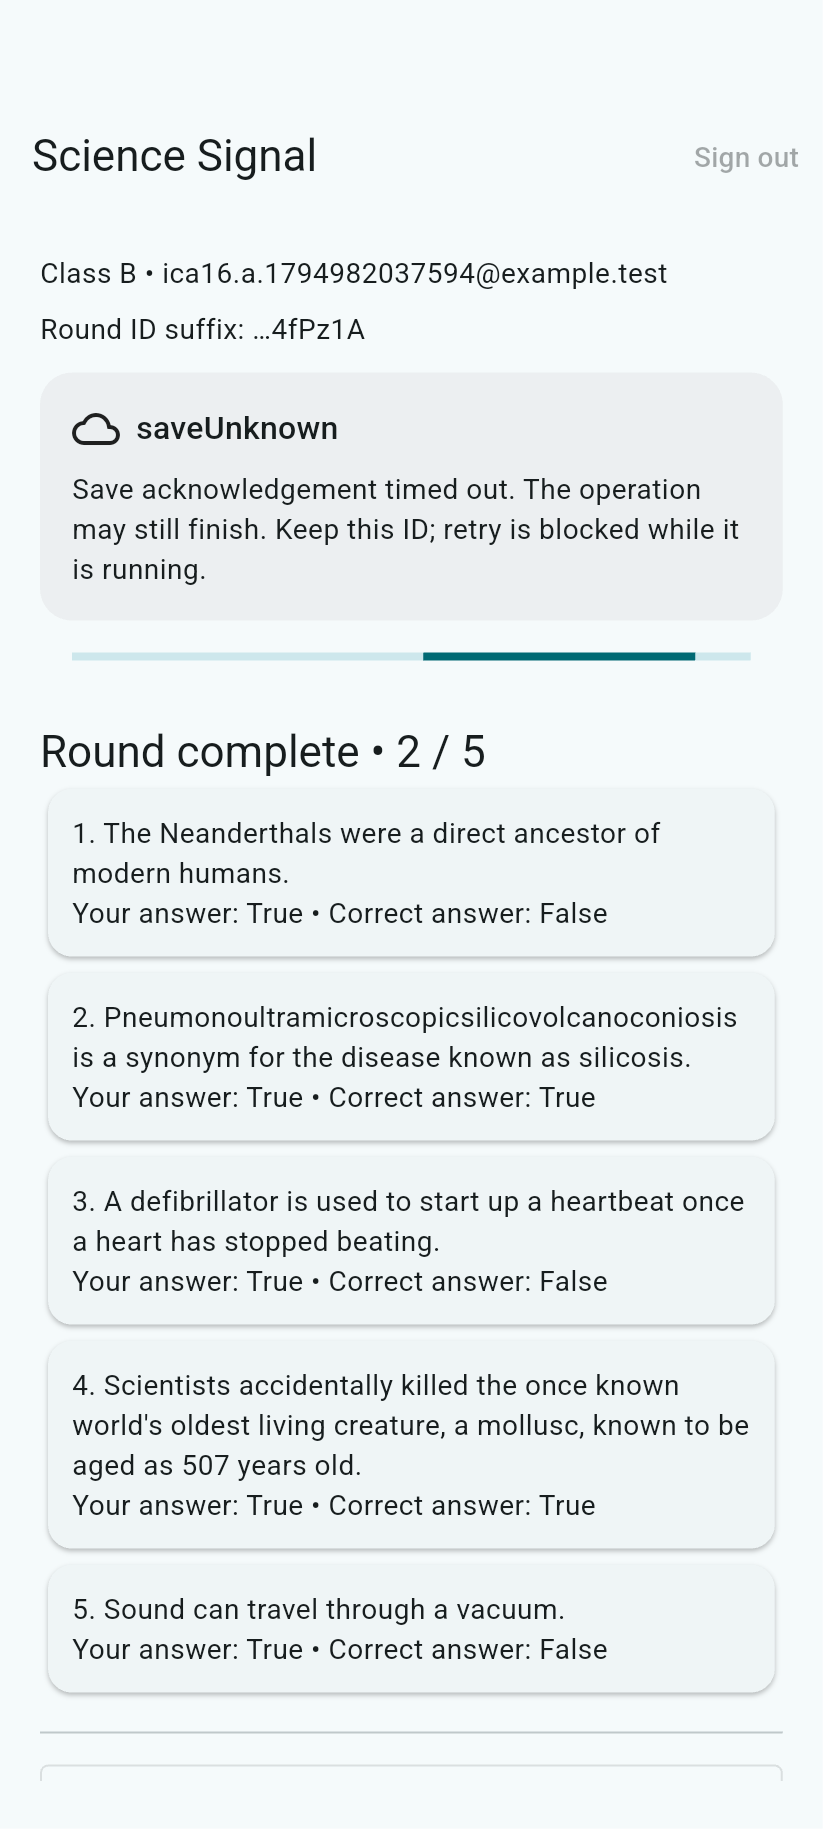 Science Signal
Sign out
Class B • ica16.a.1794982037594@example.test
Round ID suffix: …4fPz1A
saveUnknown
Save acknowledgement timed out. The operation
may still finish. Keep this ID; retry is blocked while it
is running.
Round complete • 2 / 5
1. The Neanderthals were a direct ancestor of
modern humans.
Your answer: True • Correct answer: False
2. Pneumonoultramicroscopicsilicovolcanoconiosis
is a synonym for the disease known as silicosis.
Your answer: True • Correct answer: True
3. A defibrillator is used to start up a heartbeat once
a heart has stopped beating.
Your answer: True • Correct answer: False
4. Scientists accidentally killed the once known
world's oldest living creature, a mollusc, known to be
aged as 507 years old.
Your answer: True • Correct answer: True
5. Sound can travel through a vacuum.
Your answer: True • Correct answer: False